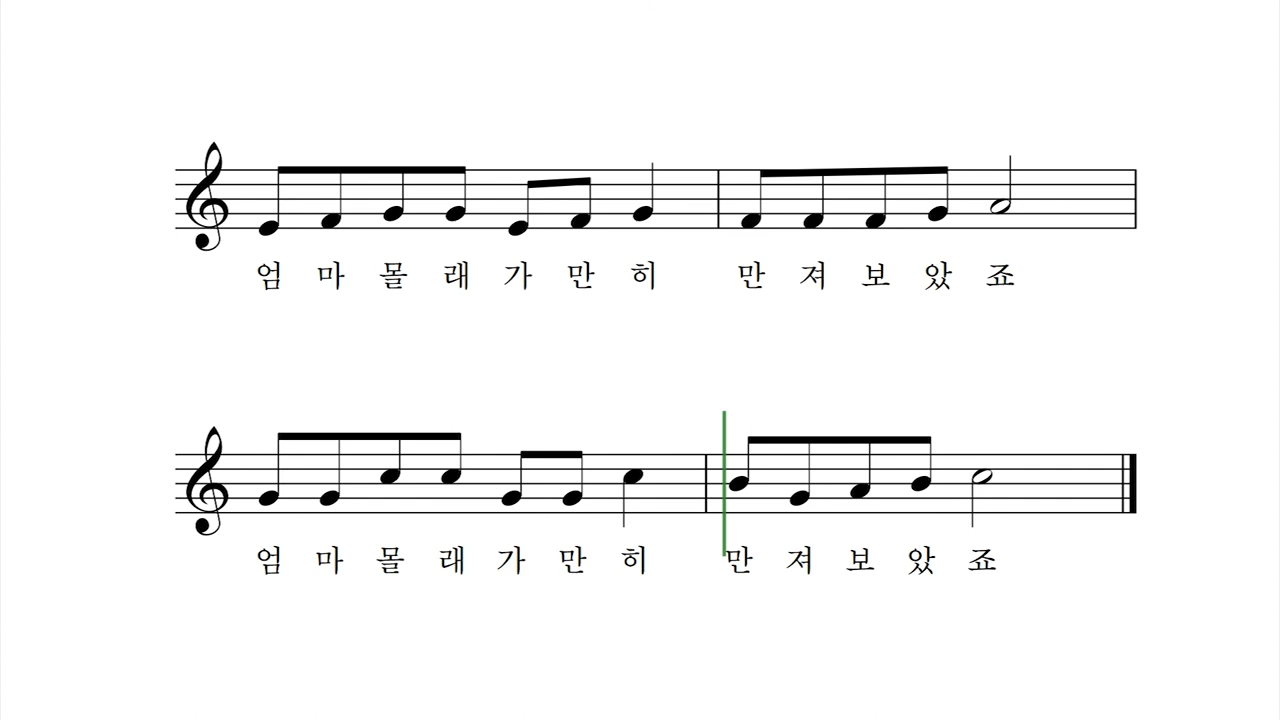 엄 마 몰 래 가 만 히 만 져 보 았 죠
엄 마 몰 래 가 만 히 만 져 보 았 죠